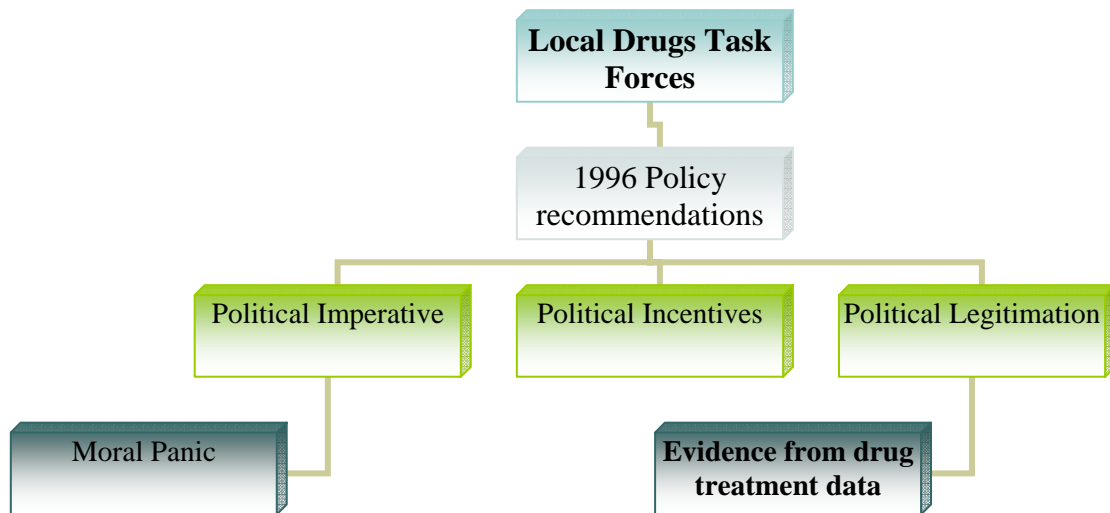 Local Drugs Task
Forces
1996 Policy
recommendations
Political Imperative
Political Incentives
Political Legitimation
Moral Panic
Evidence from drug
treatment data